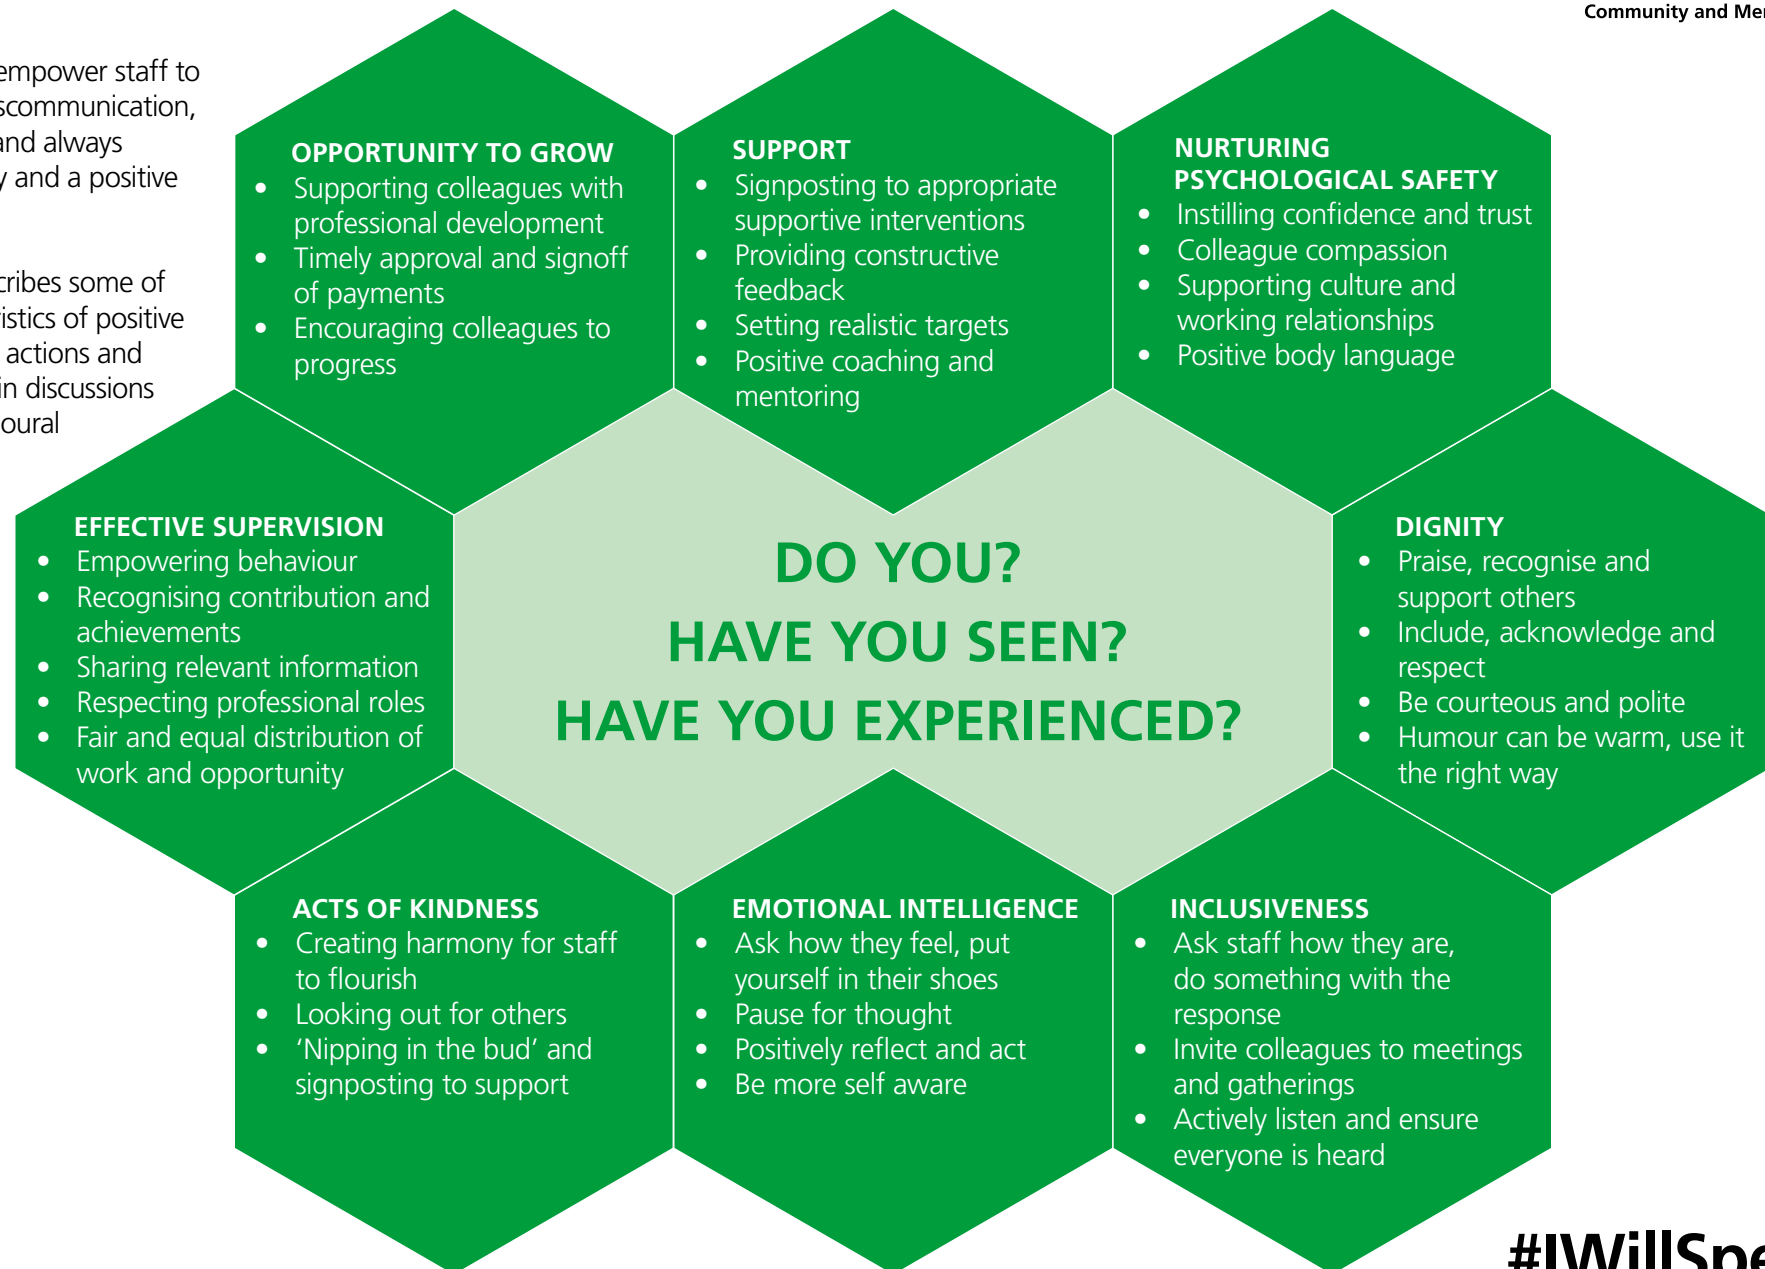 Community and Me
empower staff to
scommunication,
and always
y and a positive
cribes some of
istics of positive
actions and
in discussions
oural
OPPORTUNITY TO GROW
• Supporting colleagues with
professional development
• Timely approval and signoff
of payments
• Encouraging colleagues to
progress
SUPPORT
• Signposting to appropriate
supportive interventions
• Providing constructive
feedback
• Setting realistic targets
• Positive coaching and
mentoring
NURTURING
PSYCHOLOGICAL SAFETY
• Instilling confidence and trust
• Colleague compassion
• Supporting culture and
working relationships
• Positive body language
EFFECTIVE SUPERVISION
• Empowering behaviour
• Recognising contribution and
achievements
• Sharing relevant information
• Respecting professional roles
• Fair and equal distribution of
work and opportunity
DO YOU?
HAVE YOU SEEN?
HAVE YOU EXPERIENCED?
DIGNITY
• Praise, recognise and
support others
• Include, acknowledge and
respect
• Be courteous and polite
• Humour can be warm, use it
the right way
ACTS OF KINDNESS
• Creating harmony for staff
to flourish
• Looking out for others
• ‘Nipping in the bud’ and
signposting to support
EMOTIONAL INTELLIGENCE
• Ask how they feel, put
yourself in their shoes
• Pause for thought
• Positively reflect and act
• Be more self aware
INCLUSIVENESS
• Ask staff how they are,
do something with the
response
• Invite colleagues to meetings
and gatherings
• Actively listen and ensure
everyone is heard
#IWillSpe